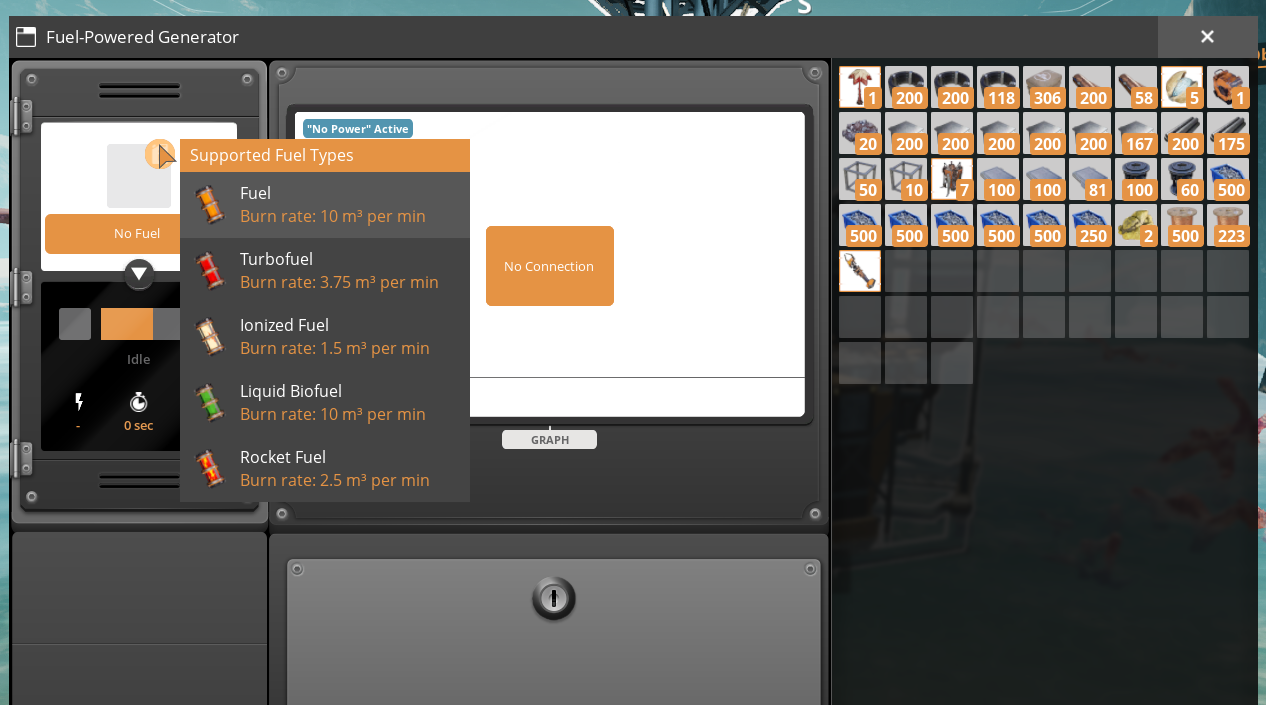 S
Fuel-Powered Generator
"No Power" Active
Supported Fuel Types
Fuel
Burn rate: 10 m³ per min
Turbofuel
Burn rate: 3.75 m³ per min
Ionized Fuel
Burn rate: 1.5 m³ per min
Liquid Biofuel
Burn rate: 10 m³ per min
Rocket Fuel
Burn rate: 2.5 m³ per min
No Fuel
Idle
-
0 sec
No Connection
GRAPH
1 200 200 118 306 200 58 5 1
20 200 200 200 200 200 167 200 175
50 10 7 100 100 81 100 60 500
500 500 500 500 500 250 2 500 223